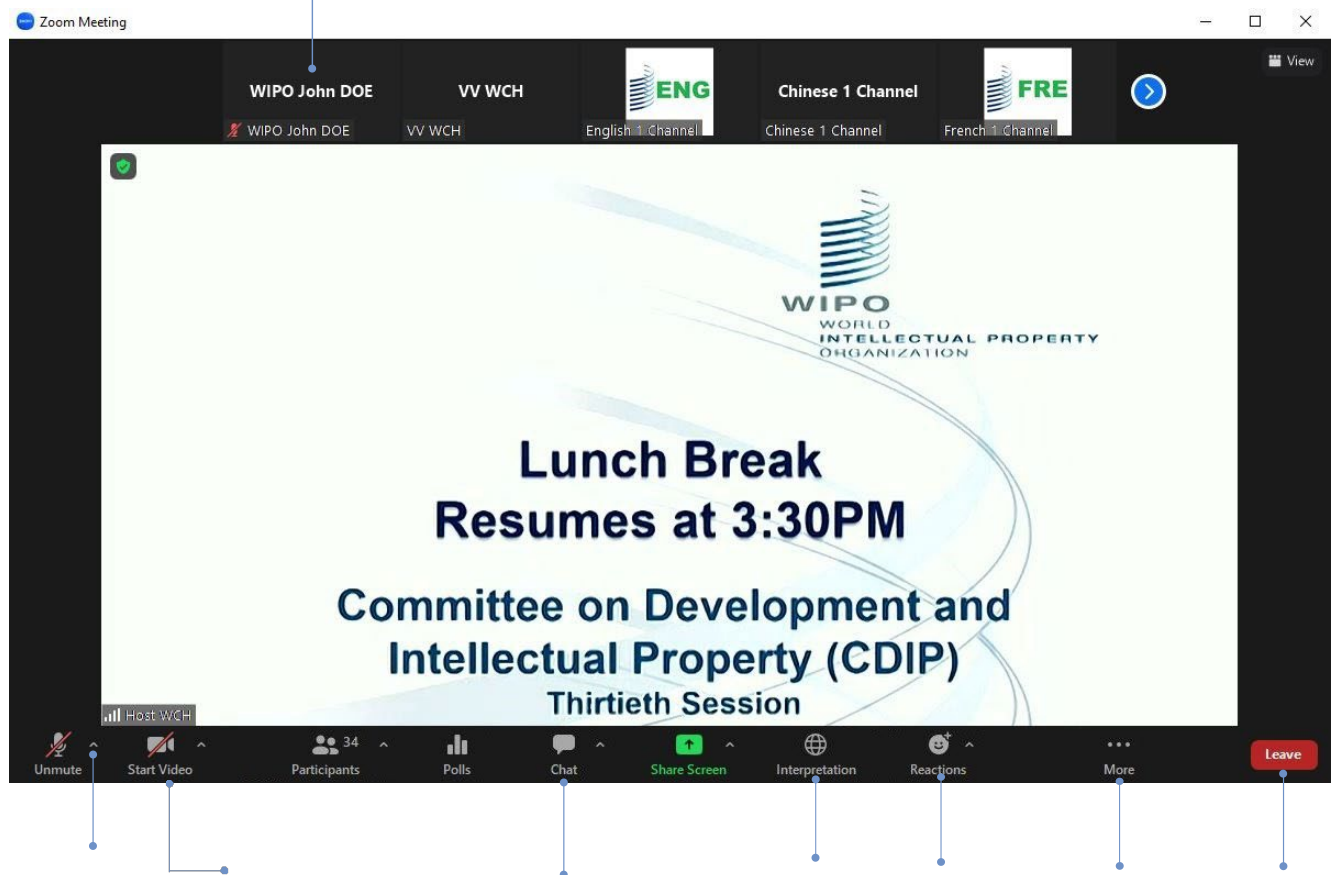 Zoom Meeting
View
WIPO John DOE
VV WCH
ENG
Chinese 1 Channel
FRE
WIPO John DOE
VV WCH
English 1 Channel
Chinese 1 Channel
French 1 Channel
WIPO
WORLD
INTELLECTUAL PROPERTY
ORGANIZATION
Lunch Break
Resumes at 3:30PM
Committee on Development and
Intellectual Property (CDIP)
Thirtieth Session
Host WCH
34
Unmute
Start Video
Participants
Polls
Chat
Share Screen
Interpretation
Reactions
More
Leave